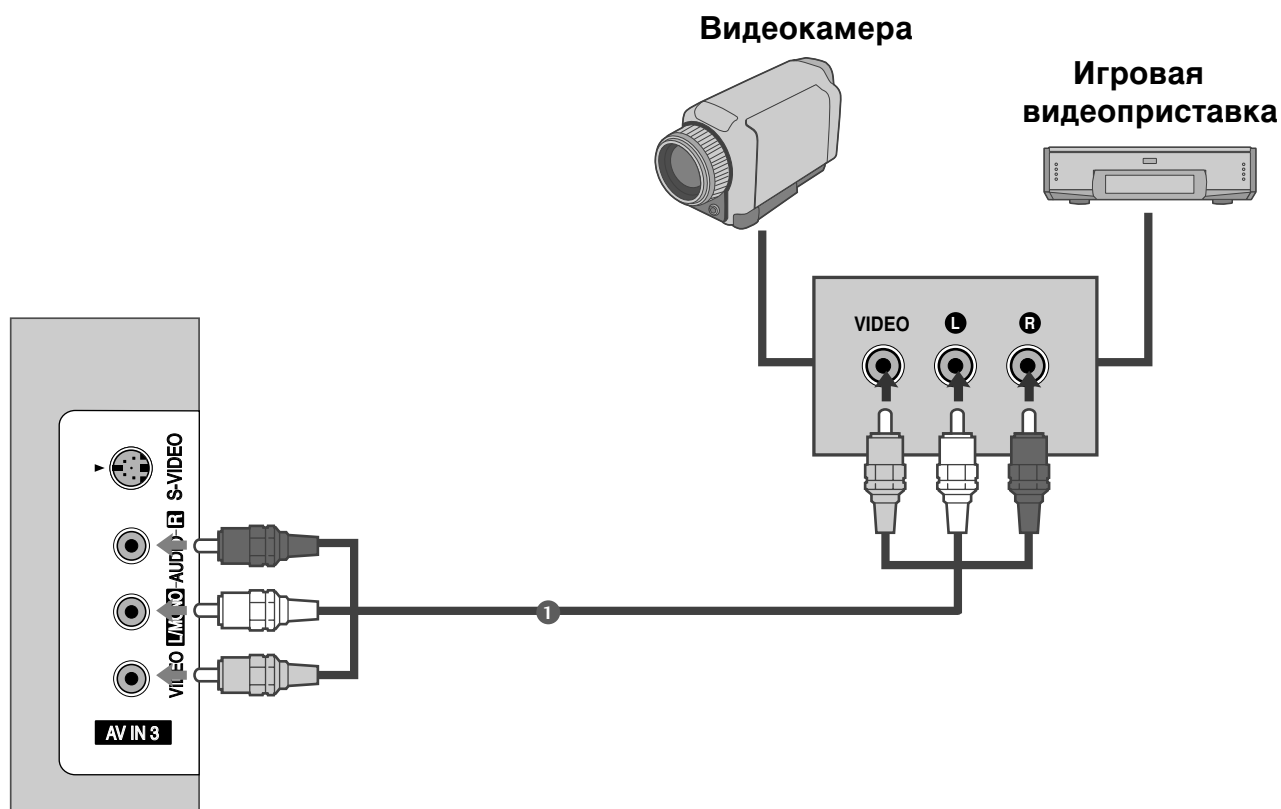 Видеокамера
Игровая
видеоприставка
VIDEO L R
S-VIDEO
VIDEO L/MONO-AUDIO-R
AV IN 3
1